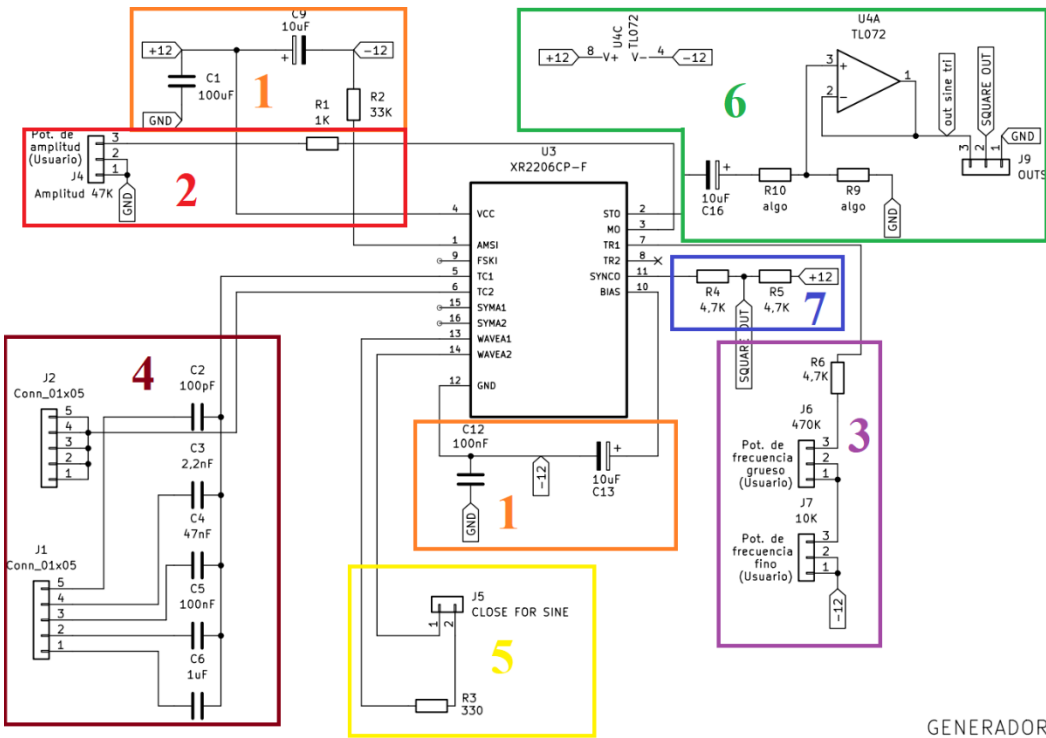 C9
10uF
+12
-12
C1
100uF
GND
1
R2
33K
R1
1K
Pot. de
amplitud
(Usuario)
3
2
1
J4
Amplitud 47K
GND
2
U3
XR2206CP-F
4 VCC
1 AMSI
9 FSKI
5 TC1
6 TC2
15 SYMA1
16 SYMA2
13 WAVEA1
14 WAVEA2
12 GND
STO 2
MO 3
TR1 7
TR2 8
SYNCO 11
BIAS 10
+12
8
V+
U4C
TL072
V-
4
-12
6
U4A
TL072
3
+
2
-
1
out sine tri
SQUARE OUT
GND
3
2
1
J9
OUTS
+
10uF
C16
R10
algo
R9
algo
GND
R4
4,7K
R5
4,7K
+12
7
SQUARE OUT
R6
4,7K
J6
470K
Pot. de
frecuencia
grueso
(Usuario)
3
2
1
3
J7
10K
Pot. de
frecuencia
fino
(Usuario)
3
2
1
-12
4
J2
Conn_01x05
5
4
3
2
1
C2
100pF
C3
2,2nF
C4
47nF
C5
100nF
C6
1uF
J1
Conn_01x05
5
4
3
2
1
C12
100nF
GND
-12
+
10uF
C13
1
J5
CLOSE FOR SINE
1
2
5
R3
330
GENERADOR